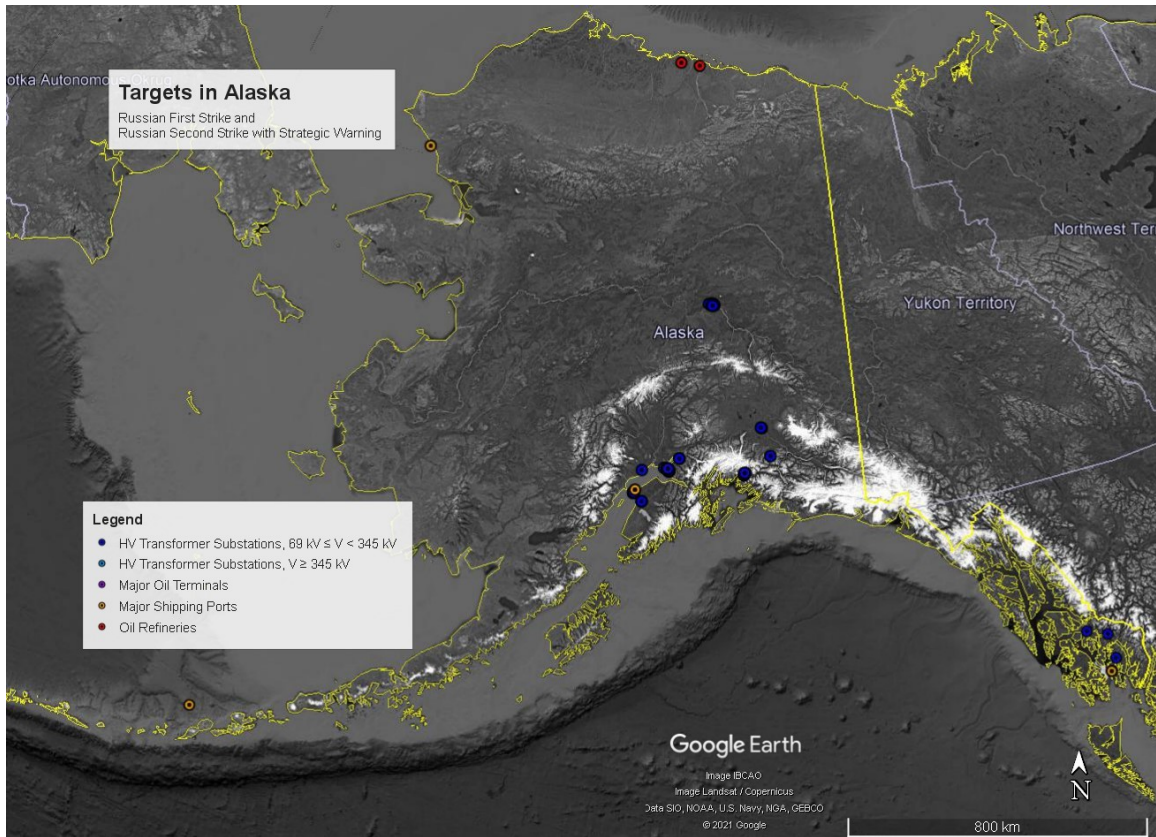 otka Autonomous Okrug
Targets in Alaska
Russian First Strike and
Russian Second Strike with Strategic Warning
Northwest Terr
Yukon Territory
Alaska
Legend
HV Transformer Substations, 69 kV ≤ V < 345 kV
HV Transformer Substations, V ≥ 345 kV
Major Oil Terminals
Major Shipping Ports
Oil Refineries
Google Earth
Image IBCAO
Image Landsat / Copernicus
Data SIO, NOAA, U.S. Navy, NGA, GEBCO
© 2021 Google
N
800 km